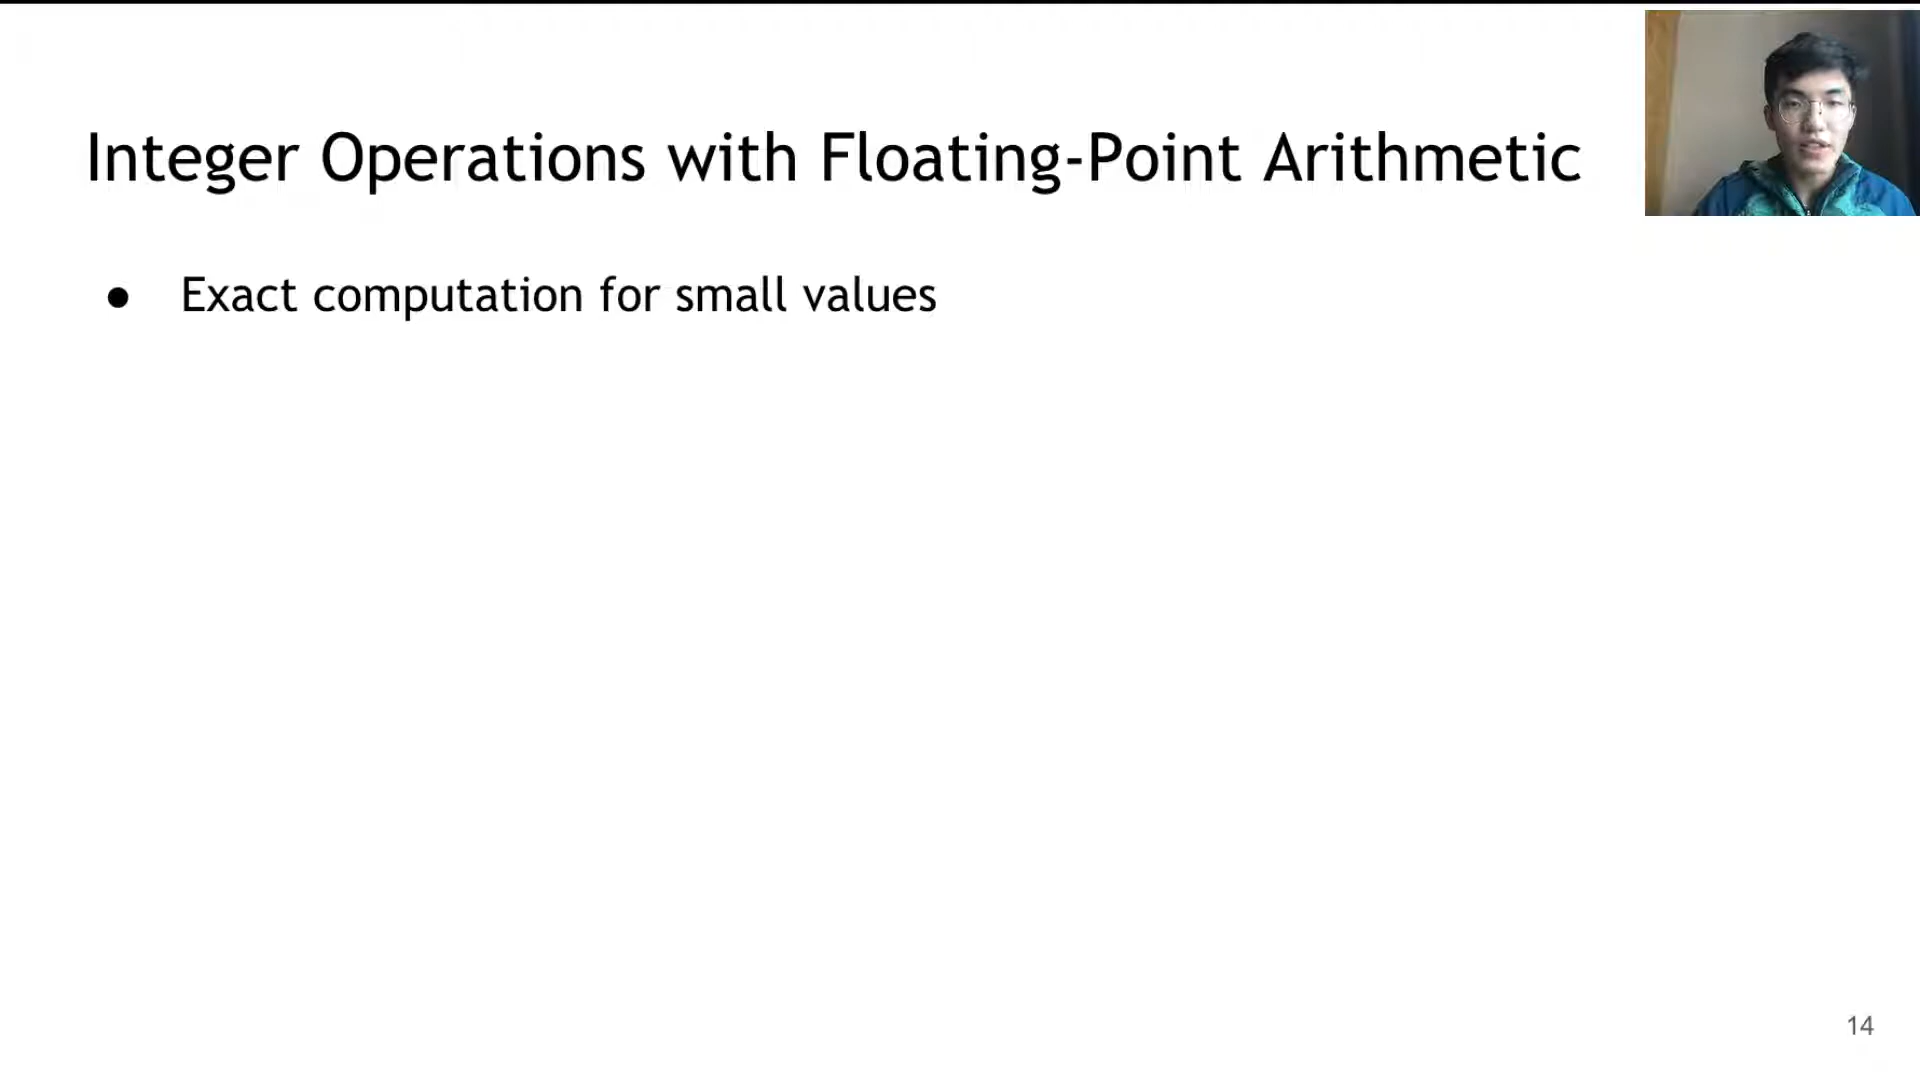 Integer Operations with Floating-Point Arithmetic
● Exact computation for small values
14